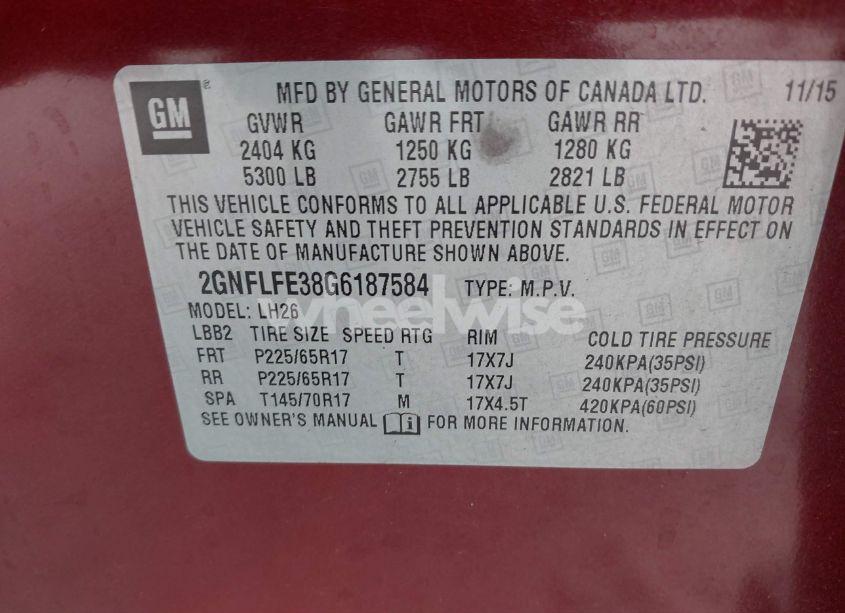 GM
MFD BY GENERAL MOTORS OF CANADA LTD. 11/15
GVWR GAWR FRT GAWR RR
2404 KG 1250 KG 1280 KG
5300 LB 2755 LB 2821 LB
THIS VEHICLE CONFORMS TO ALL APPLICABLE U.S. FEDERAL MOTOR
VEHICLE SAFETY AND THEFT PREVENTION STANDARDS IN EFFECT ON
THE DATE OF MANUFACTURE SHOWN ABOVE.
2GNFLFE38G6187584 TYPE: M.P.V.
MODEL: LH26
wheelwise
LBB2 TIRE SIZE SPEED RTG RIM COLD TIRE PRESSURE
FRT P225/65R17 T 17X7J 240KPA(35PSI)
RR P225/65R17 T 17X7J 240KPA(35PSI)
SPA T145/70R17 M 17X4.5T 420KPA(60PSI)
SEE OWNER'S MANUAL i FOR MORE INFORMATION.